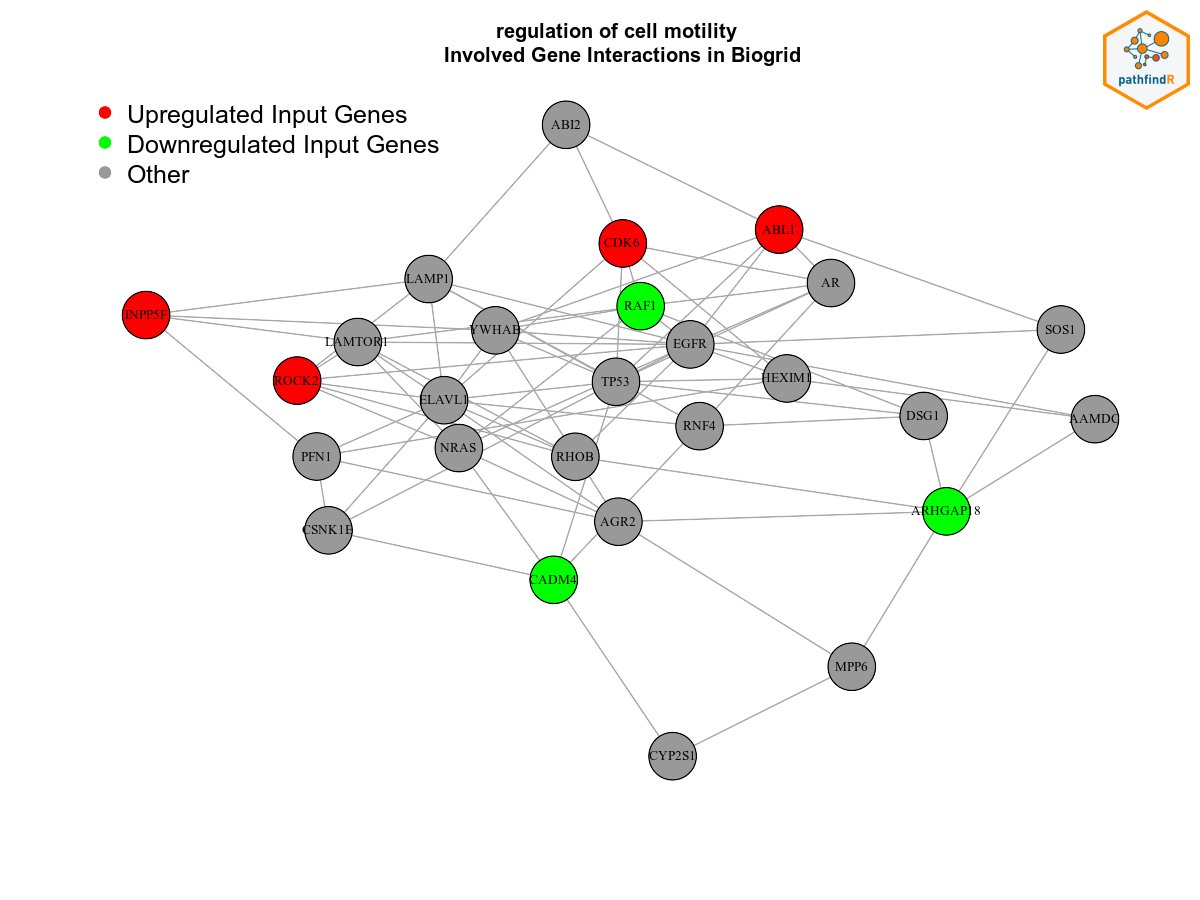 regulation of cell motility
Involved Gene Interactions in Biogrid
pathfindR
Upregulated Input Genes
Downregulated Input Genes
Other
ABI2
ABL1
CDK6
LAMP1
AR
RAF1
INPP5F
YWHAB
SOS1
LAMTOR1
EGFR
ROCK2
TP53
HEXIM1
ELAVL1
DSG1
AAMDC
RNF4
NRAS
PFN1
RHOB
ARHGAP18
AGR2
CSNK1E
CADM4
MPP6
CYP2S1